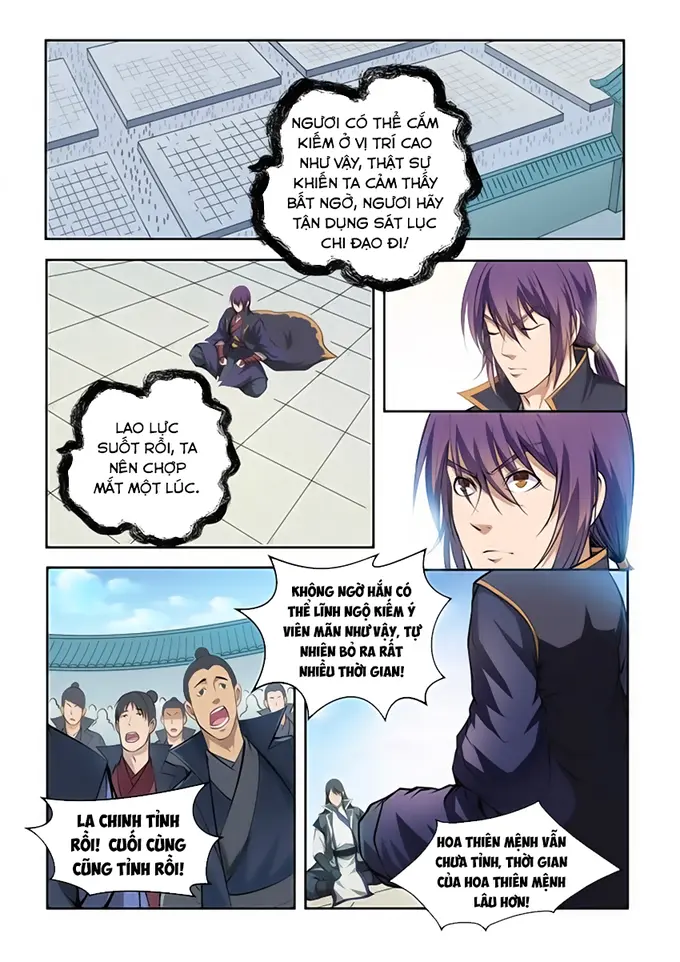 NGƯƠI CÓ THỂ CẮM
KIẾM Ở VỊ TRÍ CAO
NHƯ VẬY, THẬT SỰ
KHIẾN TA CẢM THẤY
BẤT NGỜ, NGƯƠI HÃY
TẬN DỤNG SÁT LỤC
CHI ĐẠO ĐI!
LAO LỰC
SUỐT RỒI, TA
NÊN CHỢP
MẮT MỘT LÚC.
KHÔNG NGỜ HẮN CÓ
THỂ LĨNH NGỘ KIẾM Ý
VIÊN MÃN NHƯ VẬY, TỰ
NHIÊN BỎ RA RẤT
NHIỀU THỜI GIAN!
LA CHINH TỈNH
RỒI! CUỐI CÙNG
CŨNG TỈNH RỒI!
HOA THIÊN MỆNH VẪN
CHƯA TỈNH, THỜI GIAN
CỦA HOA THIÊN MỆNH
LÂU HƠN!